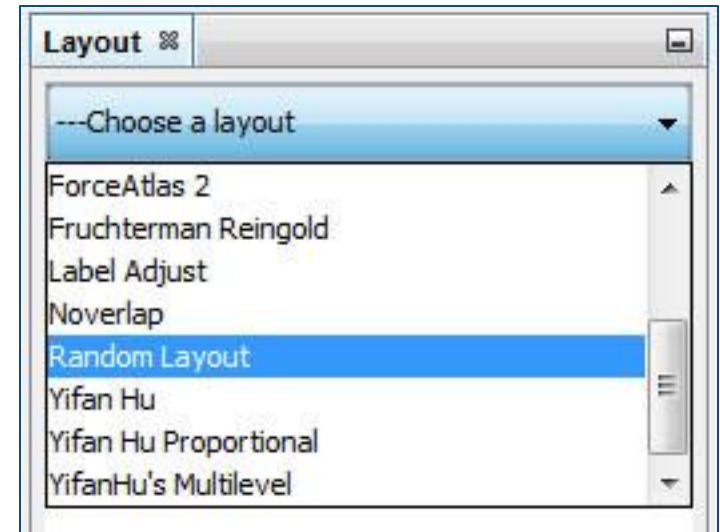 Layout
---Choose a layout
ForceAtlas 2
Fruchterman Reingold
Label Adjust
Noverlap
Random Layout
Yifan Hu
Yifan Hu Proportional
YifanHu's Multilevel